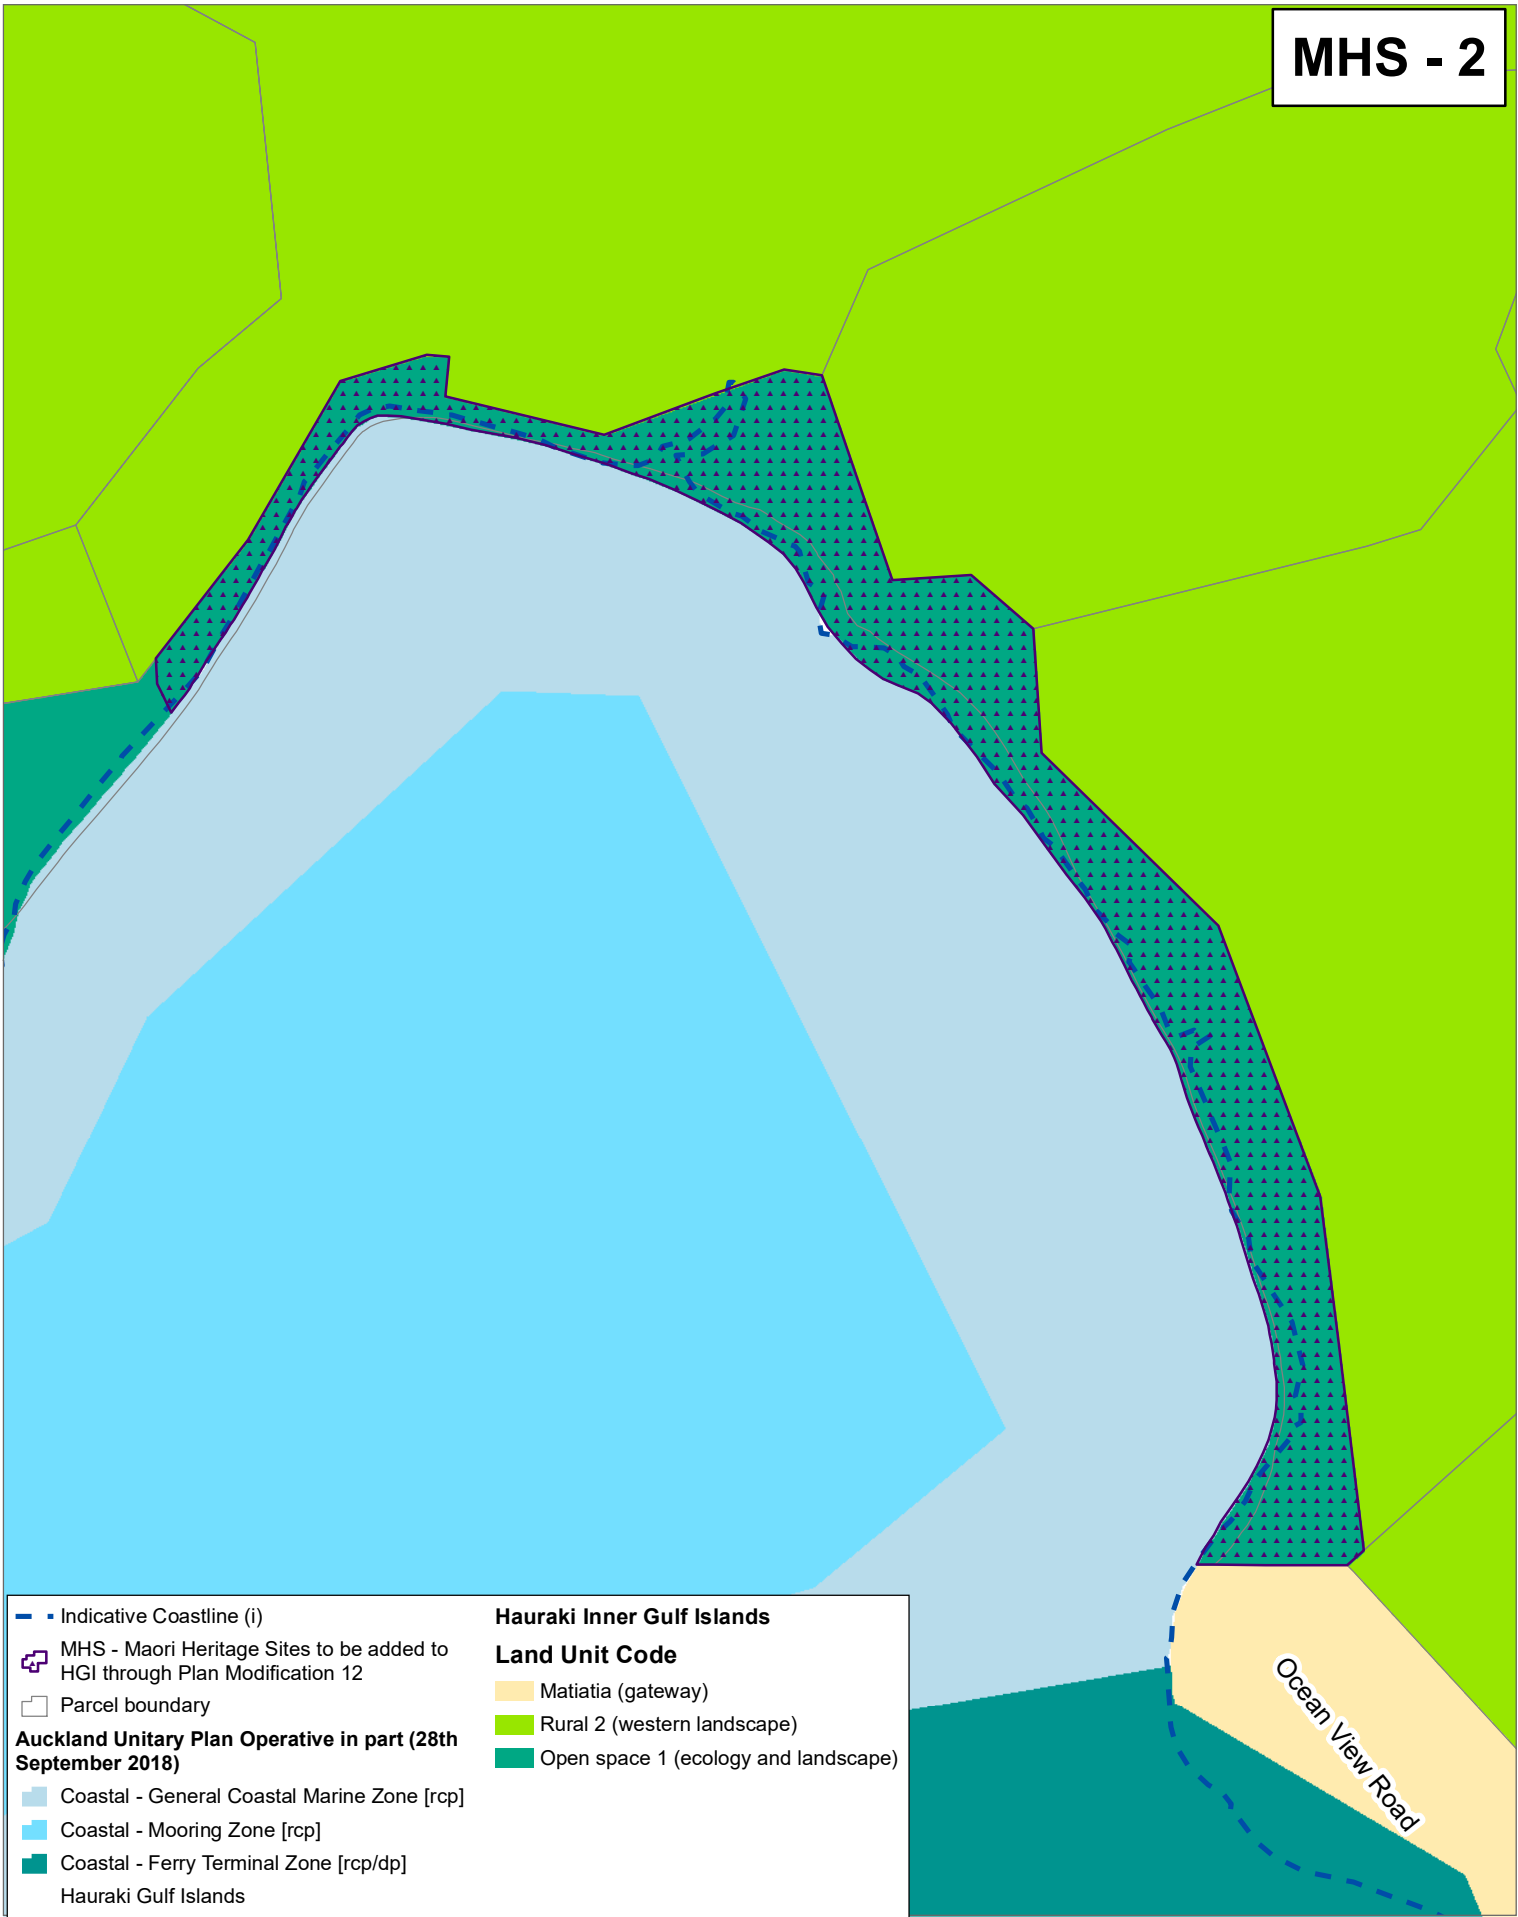 MHS - 2
Ocean View Road
Indicative Coastline (i)
MHS - Maori Heritage Sites to be added to
HGI through Plan Modification 12
Parcel boundary
Auckland Unitary Plan Operative in part (28th
September 2018)
Coastal - General Coastal Marine Zone [rcp]
Coastal - Mooring Zone [rcp]
Coastal - Ferry Terminal Zone [rcp/dp]
Hauraki Gulf Islands
Hauraki Inner Gulf Islands
Land Unit Code
Matiatia (gateway)
Rural 2 (western landscape)
Open space 1 (ecology and landscape)